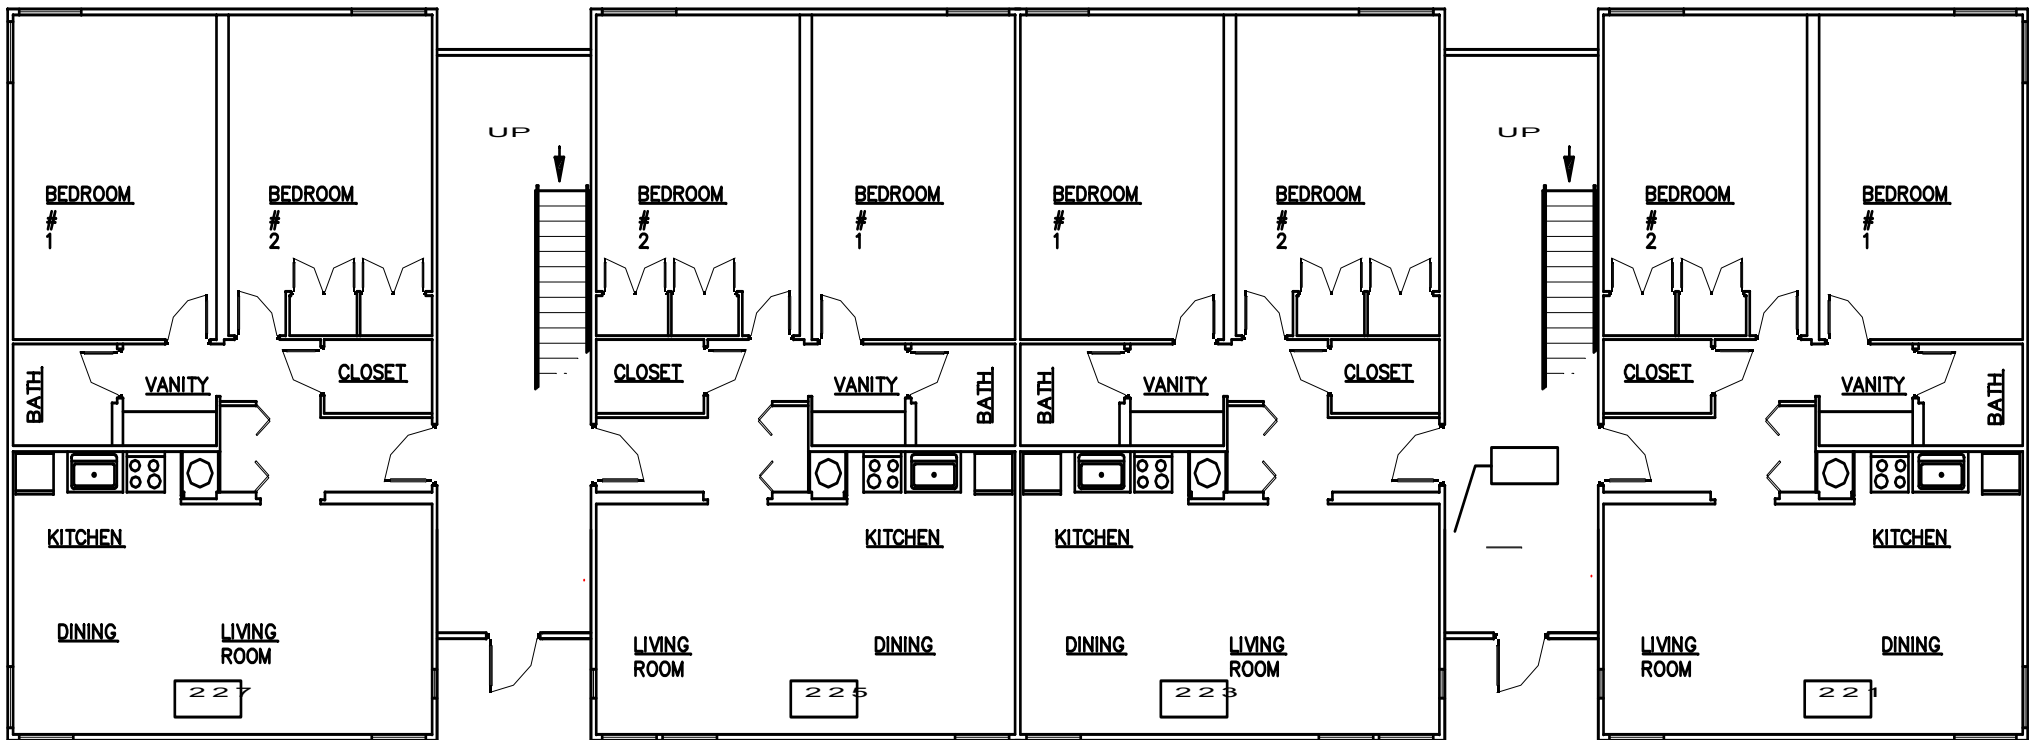 UP
UP
BEDROOM
#
1
BEDROOM
#
2
BEDROOM
#
2
BEDROOM
#
1
BEDROOM
#
1
BEDROOM
#
2
BEDROOM
#
2
BEDROOM
#
1
BATH
VANITY
CLOSET
CLOSET
VANITY
BATH
BATH
VANITY
CLOSET
CLOSET
VANITY
BATH
KITCHEN
KITCHEN
KITCHEN
KITCHEN
DINING
LIVING
ROOM
LIVING
ROOM
DINING
DINING
LIVING
ROOM
LIVING
ROOM
DINING
227
225
223
221